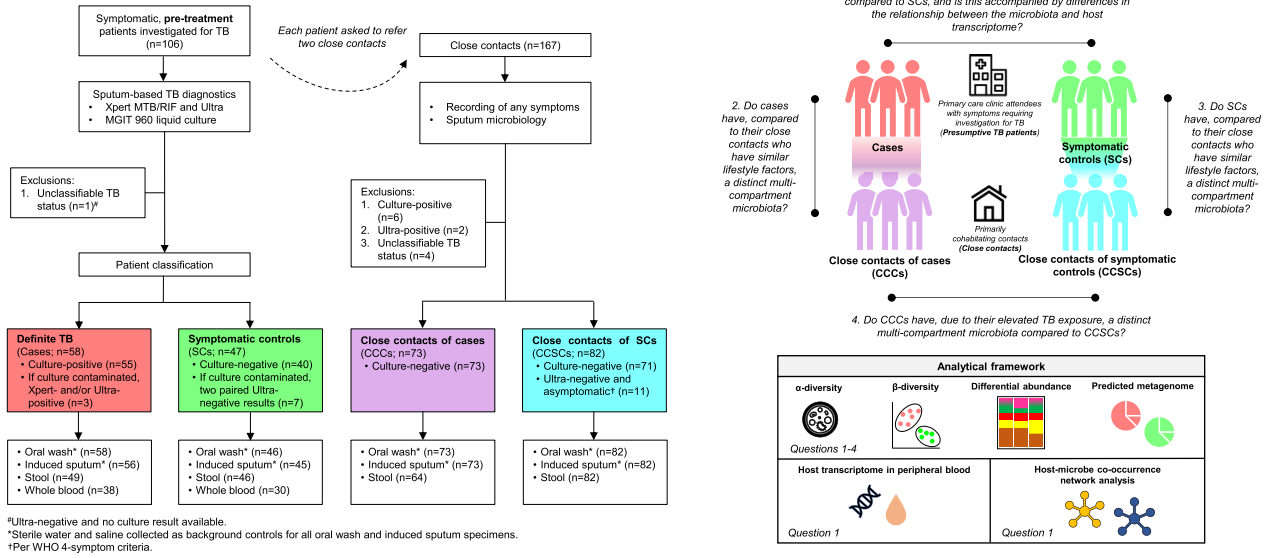 Symptomatic, pre-treatment
patients investigated for TB
(n=106)
Each patient asked to refer
two close contacts
Close contacts (n=167)
Sputum-based TB diagnostics
• Xpert MTB/RIF and Ultra
• MGIT 960 liquid culture
• Recording of any symptoms
• Sputum microbiology
Exclusions:
1. Unclassifiable TB
status (n=1)#
Exclusions:
1. Culture-positive
(n=6)
2. Ultra-positive (n=2)
3. Unclassifiable TB
status (n=4)
Patient classification
Definite TB
(Cases; n=58)
• Culture-positive (n=55)
• If culture contaminated,
Xpert- and/or Ultra-
positive (n=3)
Symptomatic controls
(SCs; n=47)
• Culture-negative (n=40)
• If culture contaminated,
two paired Ultra-
negative results (n=7)
Close contacts of cases
(CCCs; n=73)
• Culture-negative (n=73)
Close contacts of SCs
(CCSCs; n=82)
• Culture-negative (n=71)
• Ultra-negative and
asymptomatic† (n=11)
• Oral wash* (n=58)
• Induced sputum* (n=56)
• Stool (n=49)
• Whole blood (n=38)
• Oral wash* (n=46)
• Induced sputum* (n=45)
• Stool (n=46)
• Whole blood (n=30)
• Oral wash* (n=73)
• Induced sputum* (n=73)
• Stool (n=64)
• Oral wash* (n=82)
• Induced sputum* (n=82)
• Stool (n=82)
#Ultra-negative and no culture result available.
*Sterile water and saline collected as background controls for all oral wash and induced sputum specimens.
†Per WHO 4-symptom criteria.
compared to SCs, and is this accompanied by differences in
the relationship between the microbiota and host
transcriptome?
2. Do cases
have, compared
to their close
contacts who
have similar
lifestyle factors,
a distinct multi-
compartment
microbiota?
Primary care clinic attendees
with symptoms requiring
investigation for TB
(Presumptive TB patients)
Cases
Symptomatic
controls (SCs)
3. Do SCs
have, compared
to their close
contacts who
have similar
lifestyle factors,
a distinct multi-
compartment
microbiota?
Primarily
cohabitating contacts
(Close contacts)
Close contacts of cases
(CCCs)
Close contacts of symptomatic
controls (CCSCs)
4. Do CCCs have, due to their elevated TB exposure, a distinct
multi-compartment microbiota compared to CCSCs?
Analytical framework
α-diversity
β-diversity
Differential abundance
Predicted metagenome
Questions 1-4
Host transcriptome in peripheral blood
Question 1
Host-microbe co-occurrence
network analysis
Question 1